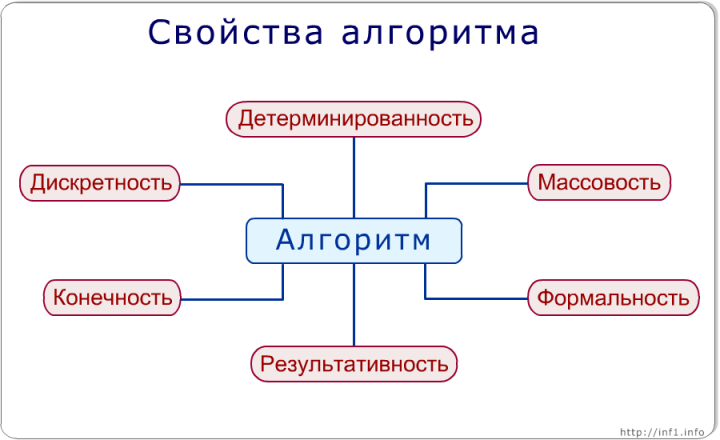 Свойства алгоритма
Детерминированность
Дискретность
Массовость
Алгоритм
Конечность
Формальность
Результативность
http://inf1.info